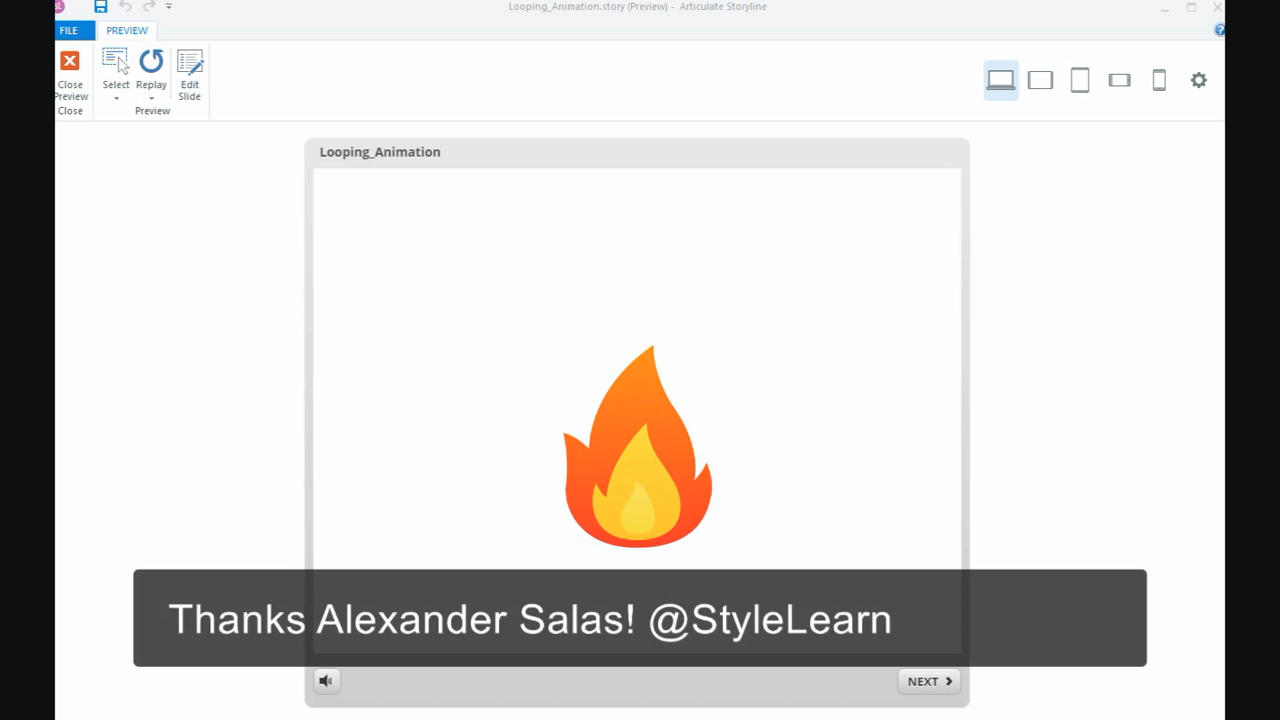 Looping_Animation.story (Preview) - Articulate Storyline
FILE
PREVIEW
Close
Preview
Select
Replay
Edit
Slide
Close
Preview
Looping_Animation
Thanks Alexander Salas! @StyleLearn
NEXT